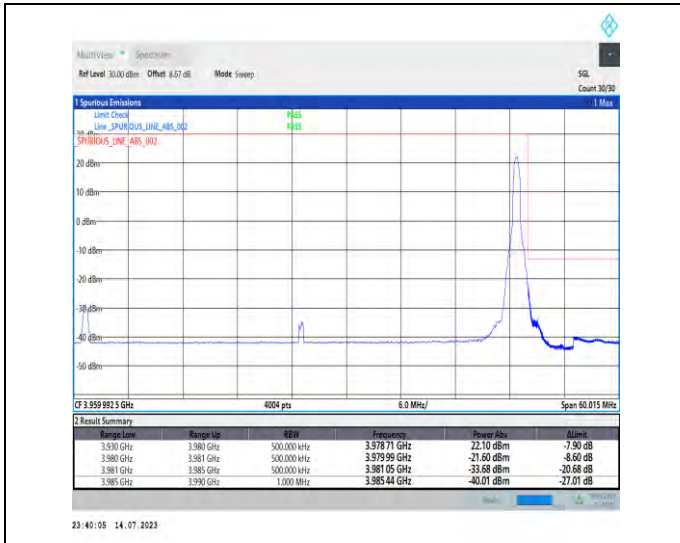 MultiView Spectrum
Ref Level 30.00 dBm Offset 8.67 dB Mode Sweep SGL
Count 30/30
1 Spurious Emissions 1 Max
Limit Check PASS
Line _SPURIOUS_LINE_ABS_002 PASS
30 dBm
_SPURIOUS_LINE_ABS_002
20 dBm
10 dBm
0 dBm
-10 dBm
-20 dBm
-30 dBm
-40 dBm
-50 dBm
CF 3.959 992 5 GHz 4004 pts 6.0 MHz/ Span 60.015 MHz
2 Result Summary
Range Low Range Up RBW Frequency Power Abs ΔLimit
3.930 GHz 3.980 GHz 500.000 kHz 3.978 71 GHz 22.10 dBm -7.90 dB
3.980 GHz 3.981 GHz 500.000 kHz 3.979 99 GHz -21.60 dBm -8.60 dB
3.981 GHz 3.985 GHz 500.000 kHz 3.981 05 GHz -33.68 dBm -20.68 dB
3.985 GHz 3.990 GHz 1.000 MHz 3.985 44 GHz -40.01 dBm -27.01 dB
23:40:05 14.07.2023